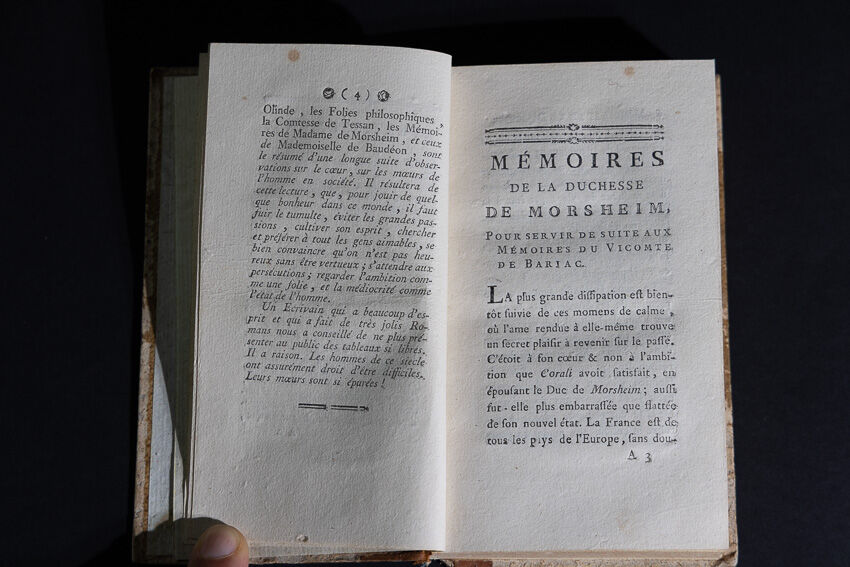 ( 4 )
Olinde, les Folies philosophiques,
la Comtesse de Tessan, les Mémoi-
res de Madame de Morsheim, et ceux
de Mademoiselle de Baudéon, sont
le résumé d'une longue suite d'obser-
vations sur le cœur, sur les mœurs de
l'homme en société. Il résultera de
cette lecture, que, pour jouir de quel-
que bonheur dans ce monde, il faut
fuir le tumulte, éviter les grandes pas-
sions, cultiver son esprit, chercher
et préférer à tout les gens aimables, se
bien convaincre qu'on n'est pas heu-
reux sans être vertueux; s'attendre aux
persécutions; regarder l'ambition com-
me une folie, et la médiocrité comme
l'état de l'homme.
Un Ecrivain qui a beaucoup d'es-
prit et qui a fait de très jolis Ro-
mans nous a conseillé de ne plus pré-
senter au public des tableaux si libres.
Il a raison. Les hommes de ce siecle
ont assurément droit d'être difficiles.
Leurs mœurs sont si épurées !
MÉMOIRES
DE LA DUCHESSE
DE MORSHEIM,
POUR SERVIR DE SUITE AUX
MÉMOIRES DU VICOMTE
DE BARJAC.
LA plus grande dissipation est bien-
tôt suivie de ces momens de calme,
où l'ame rendue à elle-même trouve
un secret plaisir à revenir sur le passé.
C'étoit à son cœur & non à l'ambi-
tion que Corali avoit satisfait, en
épousant le Duc de Morsheim; aussi
fut-elle plus embarrassée que flattée
de son nouvel état. La France est de
tous les pays de l'Europe, sans dou-
A 3